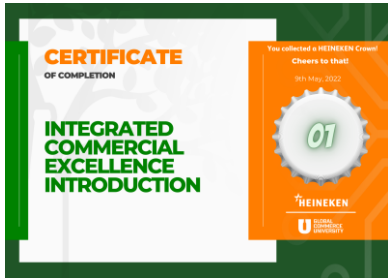 CERTIFICATE
OF COMPLETION
INTEGRATED
COMMERCIAL
EXCELLENCE
INTRODUCTION
You collected a HEINEKEN Crown!
Cheers to that!
9th May, 2022
01
HEINEKEN
U GLOBAL
COMMERCE
UNIVERSITY